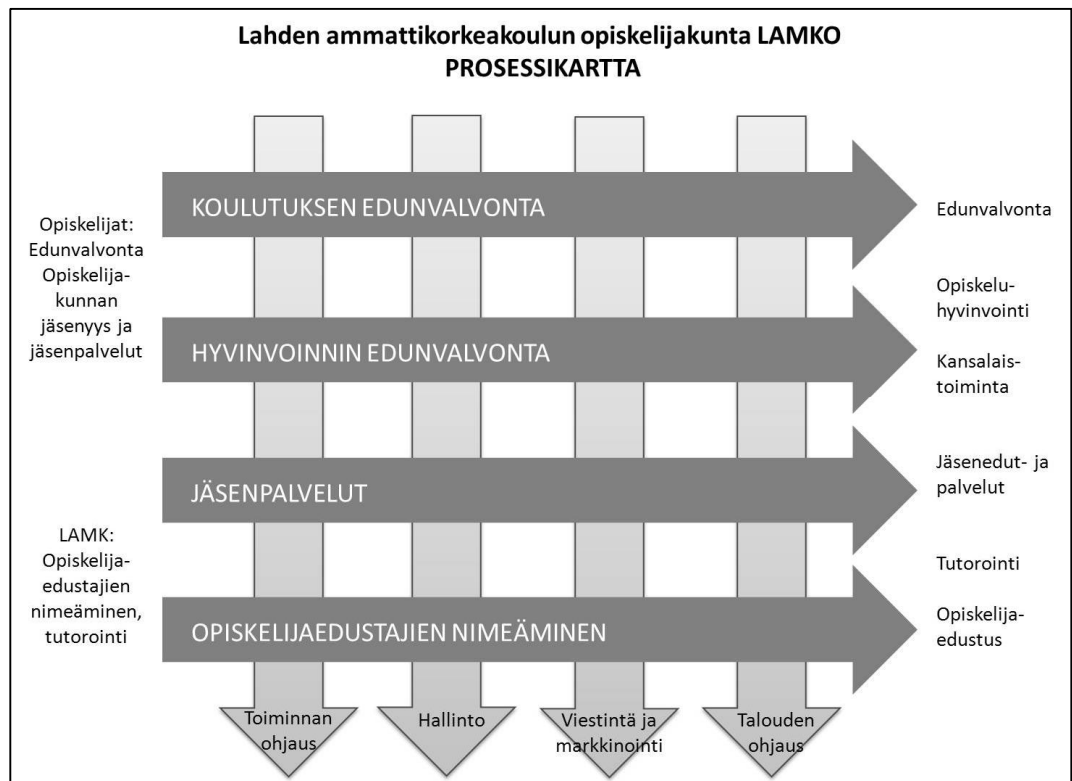 Lahden ammattikorkeakoulun opiskelijakunta LAMKO
PROSESSIKARTTA
Opiskelijat:
Edunvalvonta
Opiskelija-
kunnan
jäsenyys ja
jäsenpalvelut
LAMK:
Opiskelija-
edustajien
nimeäminen,
tutorointi
KOULUTUKSEN EDUNVALVONTA
HYVINVOINNIN EDUNVALVONTA
JÄSENPALVELUT
OPISKELIJAEDUSTAJIEN NIMEÄMINEN
Edunvalvonta
Opiskelu-
hyvinvointi
Kansalais-
toiminta
Jäsenedut- ja
palvelut
Tutorointi
Opiskelija-
edustus
Toiminnan
ohjaus
Hallinto
Viestintä ja
markkinointi
Talouden
ohjaus